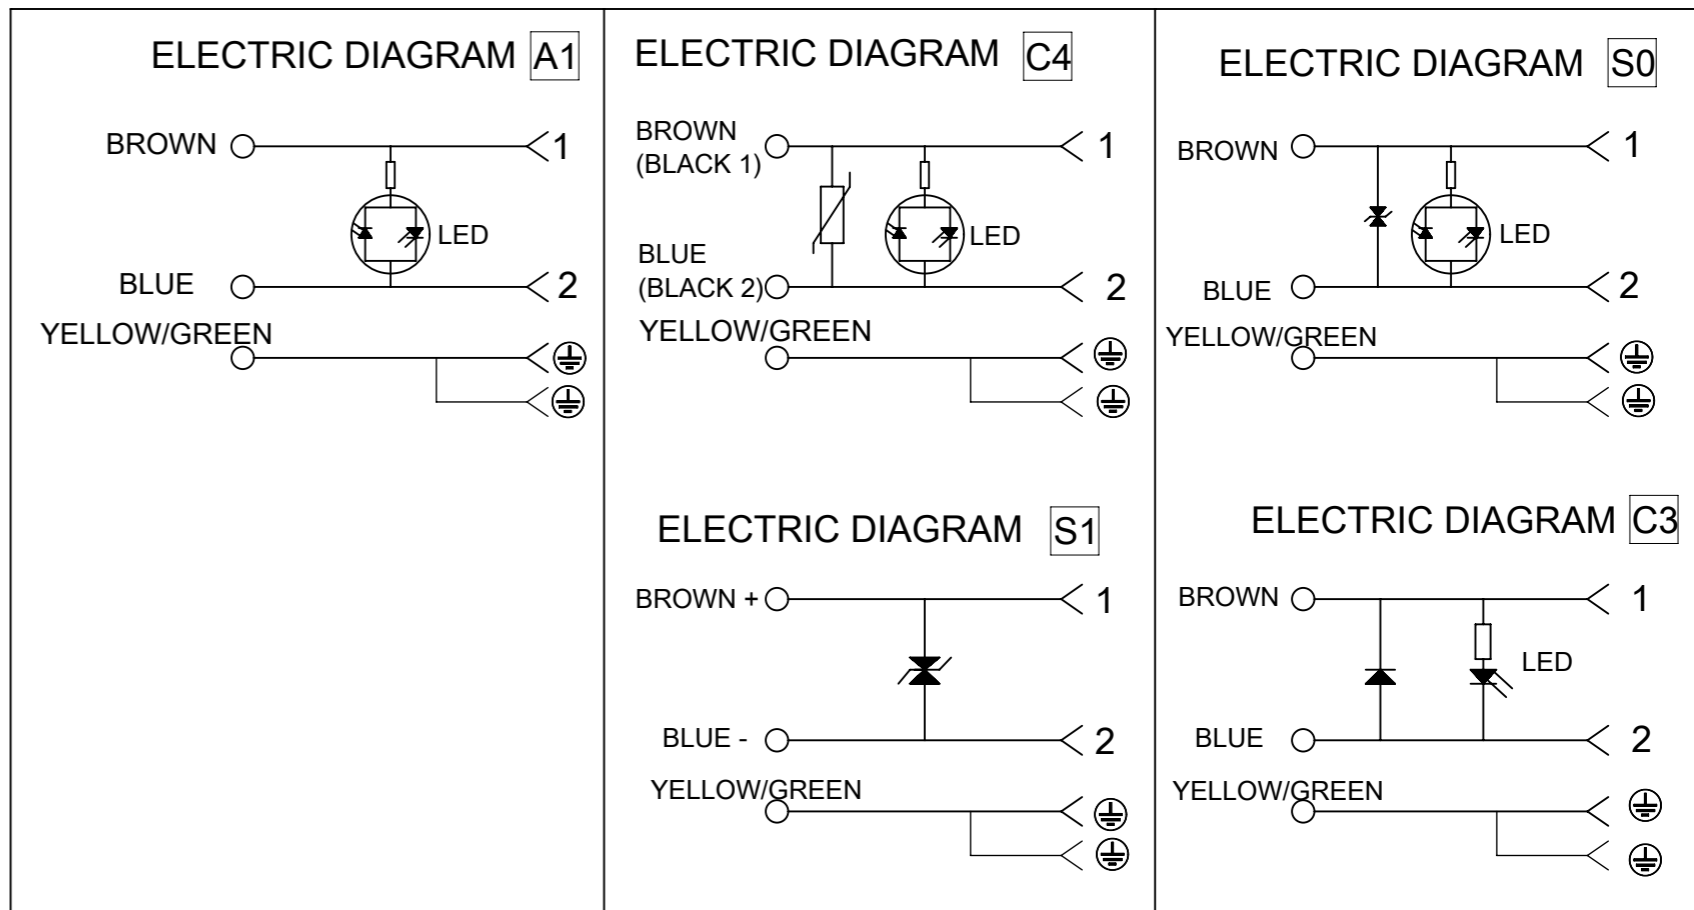 ELECTRIC DIAGRAM A1
BROWN 1
LED
BLUE 2
YELLOW/GREEN
ELECTRIC DIAGRAM C4
BROWN
(BLACK 1) 1
LED
BLUE
(BLACK 2) 2
YELLOW/GREEN
ELECTRIC DIAGRAM S0
BROWN 1
LED
BLUE 2
YELLOW/GREEN
ELECTRIC DIAGRAM S1
BROWN + 1
BLUE - 2
YELLOW/GREEN
ELECTRIC DIAGRAM C3
BROWN 1
LED
BLUE 2
YELLOW/GREEN